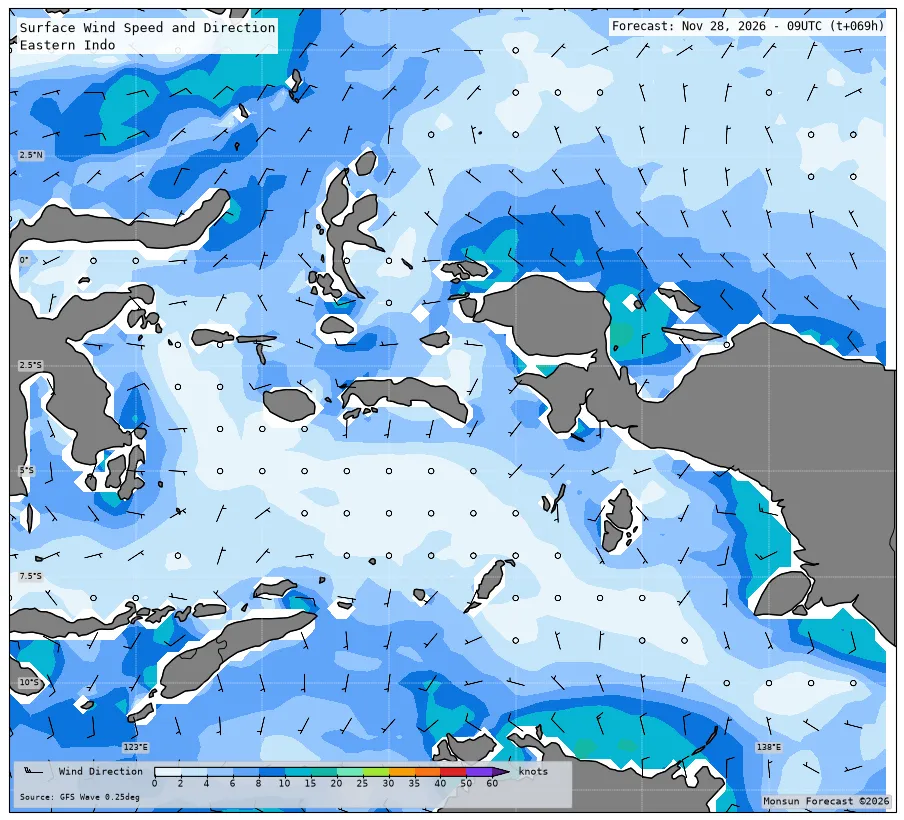 Surface Wind Speed and Direction
Eastern Indo
Forecast: Nov 28, 2026 - 09UTC (t+069h)
2.5°N
0°
2.5°S
5°S
7.5°S
10°S
123°E
138°E
Wind Direction
0 2 4 6 8 10 15 20 25 30 35 40 50 60
knots
Source: GFS Wave 0.25deg
Monsun Forecast ©2026